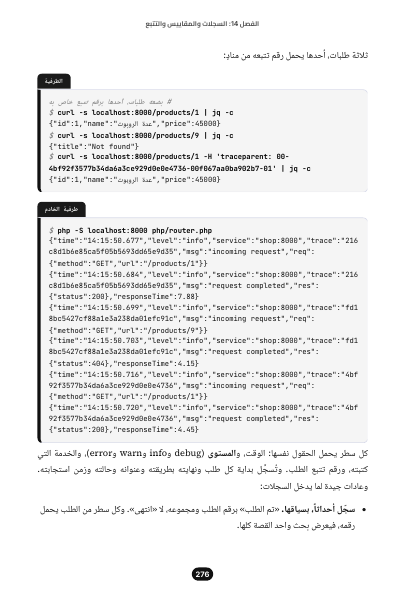 الفصل 14: السجلات والمقاييس والتتبع
ثلاثة طلبات، أحدها يحمل رقم تتبعه من منادٍ:
الطرفية
# بضعة طلبات، أحدها برقم تتبع خاص به
$ curl -s localhost:8000/products/1 | jq -c
{"id":1,"name":"عدة الروبوت","price":45000}
$ curl -s localhost:8000/products/9 | jq -c
{"title":"Not found"}
$ curl -s localhost:8000/products/1 -H 'traceparent: 00-
4bf92f3577b34da6a3ce929d0e0e4736-00f067aa0ba902b7-01' | jq -c
{"id":1,"name":"عدة الروبوت","price":45000}
طرفية الخادم
$ php -S localhost:8000 php/router.php
{"time":"14:15:50.677","level":"info","service":"shop:8000","trace":"216
c8d1b6e85ca5f05b5693dd65e9d35","msg":"incoming request","req":
{"method":"GET","url":"/products/1"}}
{"time":"14:15:50.684","level":"info","service":"shop:8000","trace":"216
c8d1b6e85ca5f05b5693dd65e9d35","msg":"request completed","res":
{"status":200},"responseTime":7.88}
{"time":"14:15:50.699","level":"info","service":"shop:8000","trace":"fd1
8bc5427cf88a1e3a238da01efc91c","msg":"incoming request","req":
{"method":"GET","url":"/products/9"}}
{"time":"14:15:50.703","level":"info","service":"shop:8000","trace":"fd1
8bc5427cf88a1e3a238da01efc91c","msg":"request completed","res":
{"status":404},"responseTime":4.15}
{"time":"14:15:50.716","level":"info","service":"shop:8000","trace":"4bf
92f3577b34da6a3ce929d0e0e4736","msg":"incoming request","req":
{"method":"GET","url":"/products/1"}}
{"time":"14:15:50.720","level":"info","service":"shop:8000","trace":"4bf
92f3577b34da6a3ce929d0e0e4736","msg":"request completed","res":
{"status":200},"responseTime":4.45}
كل سطر يحمل الحقول نفسها: الوقت، والمستوى (debug وinfo وwarn وerror)، والخدمة التي
كتبته، ورقم تتبع الطلب. وتُسجَّل بداية كل طلب ونهايته بطريقته وعنوانه وحالته وزمن استجابته.
وعادات جيدة لما يدخل السجلات:
• سجّل أحداثاً، بسياقها. «تم الطلب» برقم الطلب ومجموعه، لا «انتهى». وكل سطر من الطلب يحمل
رقمه، فيعرض بحث واحد القصة كلها.
276